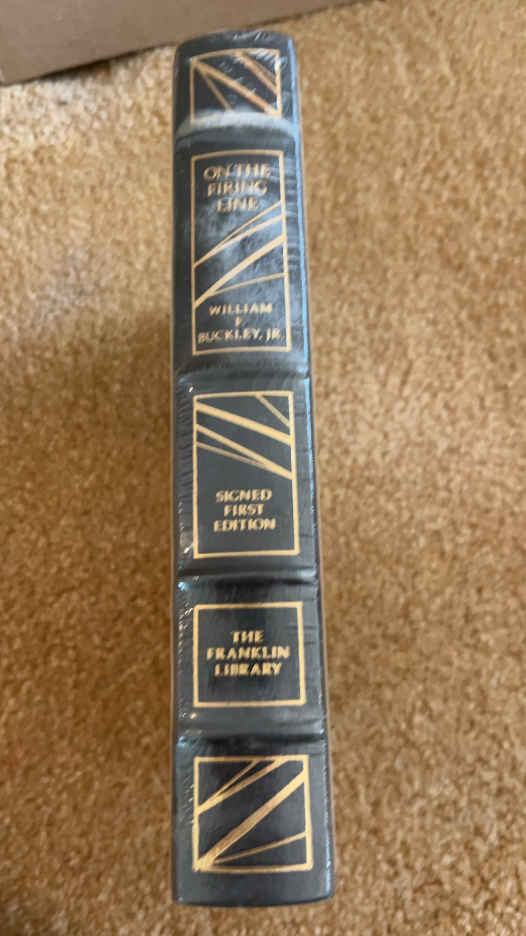 ON THE
FIRING
LINE
WILLIAM
F.
BUCKLEY, JR.
SIGNED
FIRST
EDITION
THE
FRANKLIN
LIBRARY